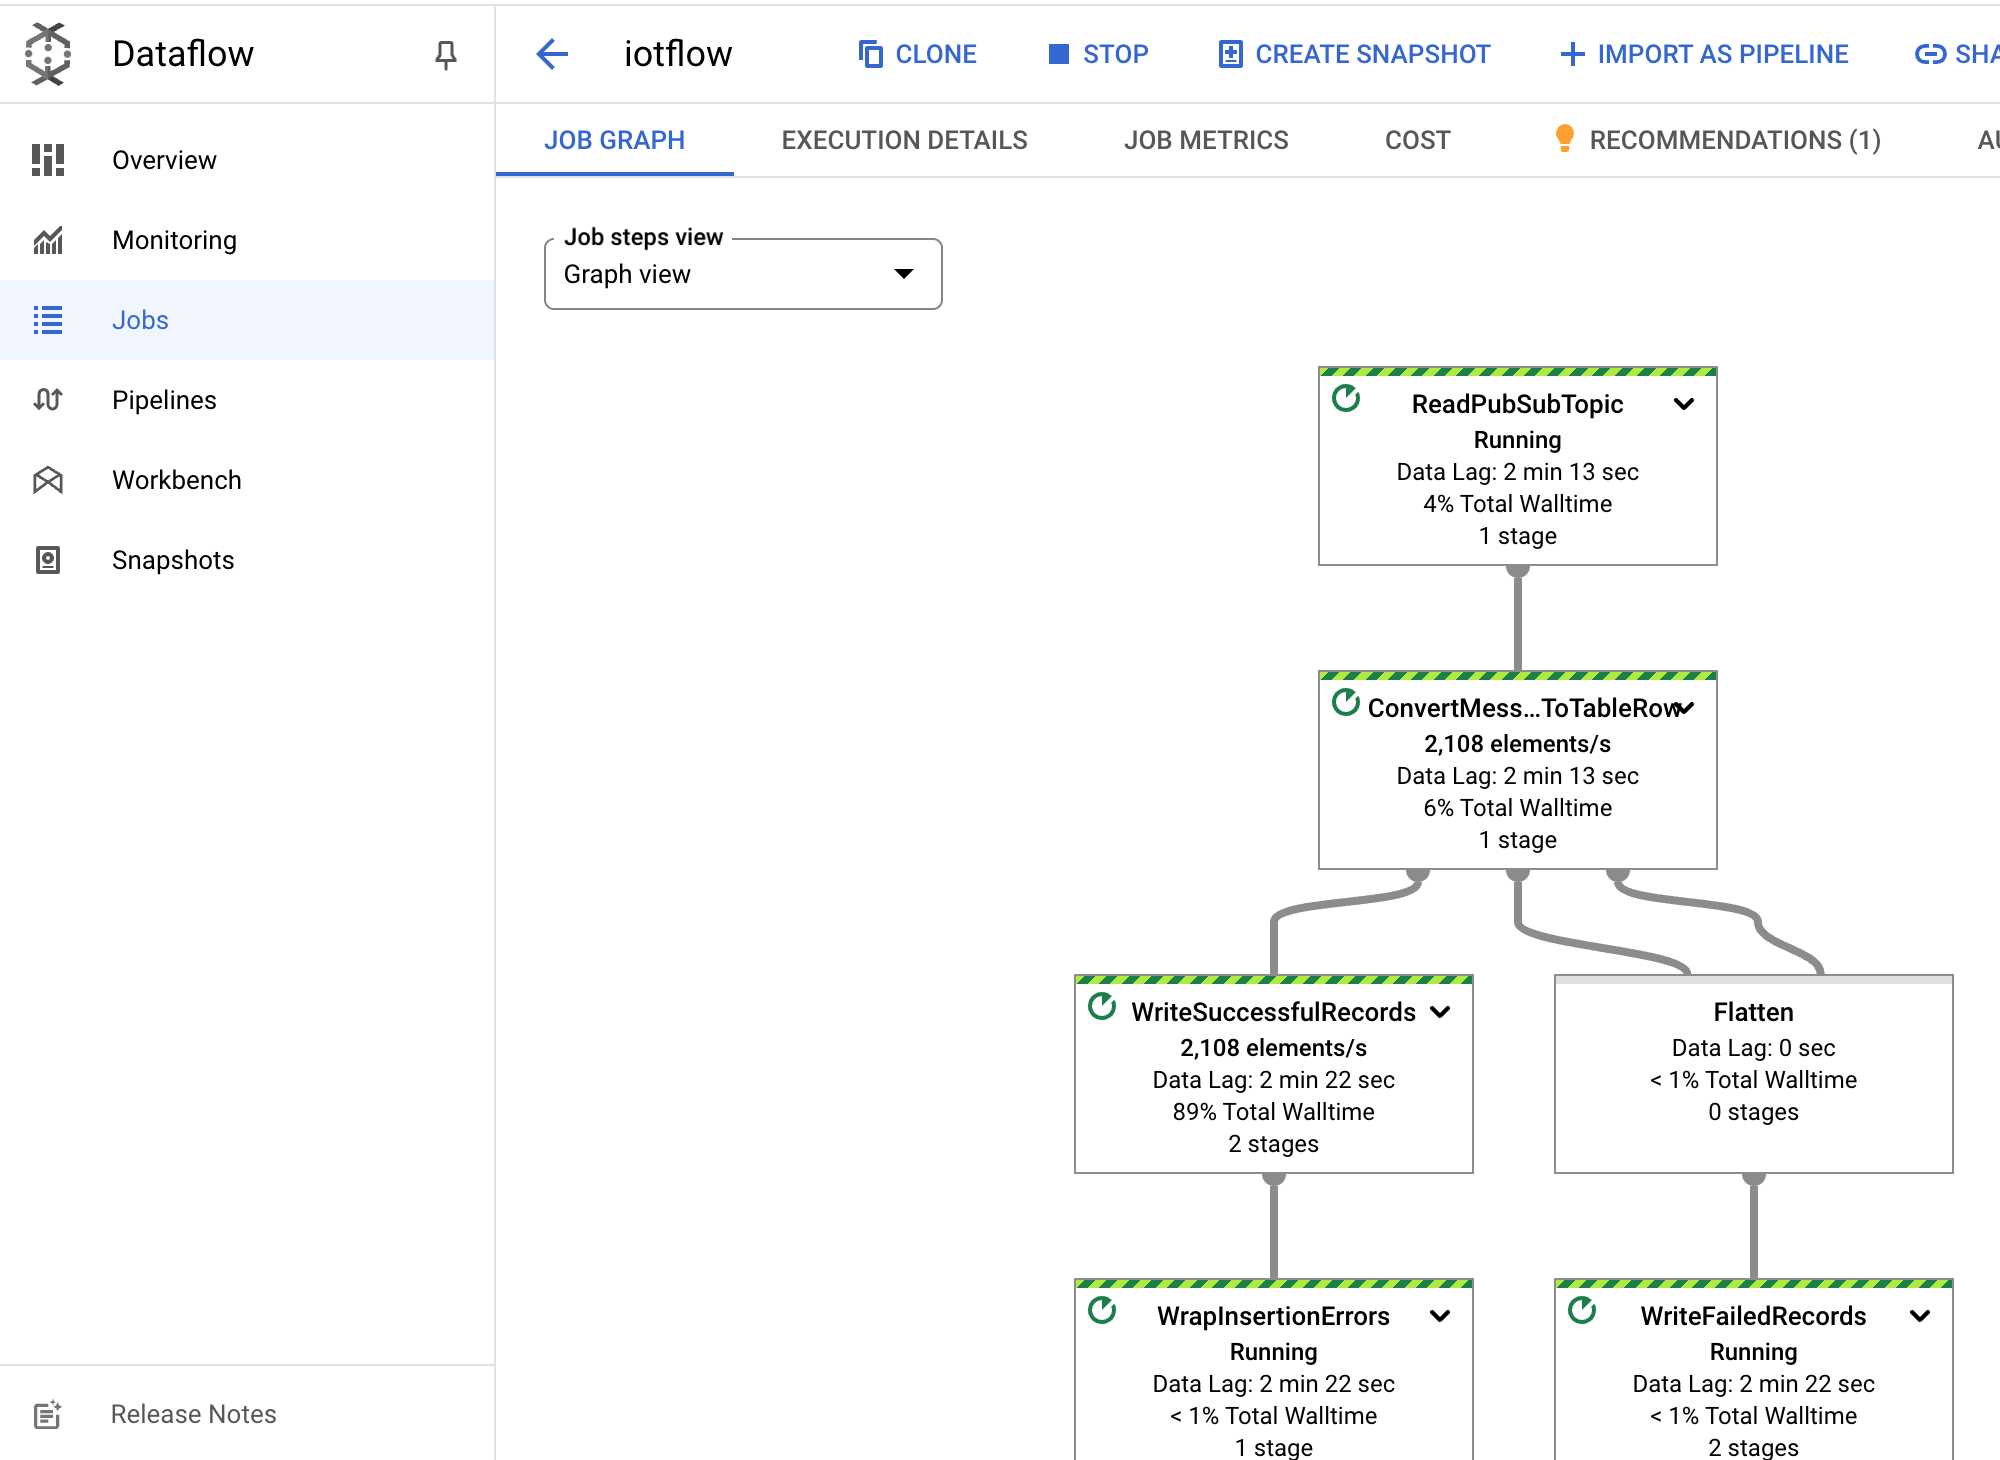 Dataflow
iotflow
CLONE
STOP
CREATE SNAPSHOT
IMPORT AS PIPELINE
JOB GRAPH
EXECUTION DETAILS
JOB METRICS
COST
RECOMMENDATIONS (1)
Overview
Monitoring
Jobs
Pipelines
Workbench
Snapshots
Release Notes
Job steps view
Graph view
ReadPubSubTopic
Running
Data Lag: 2 min 13 sec
4% Total Walltime
1 stage
ConvertMess...ToTableRow
2,108 elements/s
Data Lag: 2 min 13 sec
6% Total Walltime
1 stage
WriteSuccessfulRecords
2,108 elements/s
Data Lag: 2 min 22 sec
89% Total Walltime
2 stages
Flatten
Data Lag: 0 sec
< 1% Total Walltime
0 stages
WrapInsertionErrors
Running
Data Lag: 2 min 22 sec
< 1% Total Walltime
1 stage
WriteFailedRecords
Running
Data Lag: 2 min 22 sec
< 1% Total Walltime
2 stages